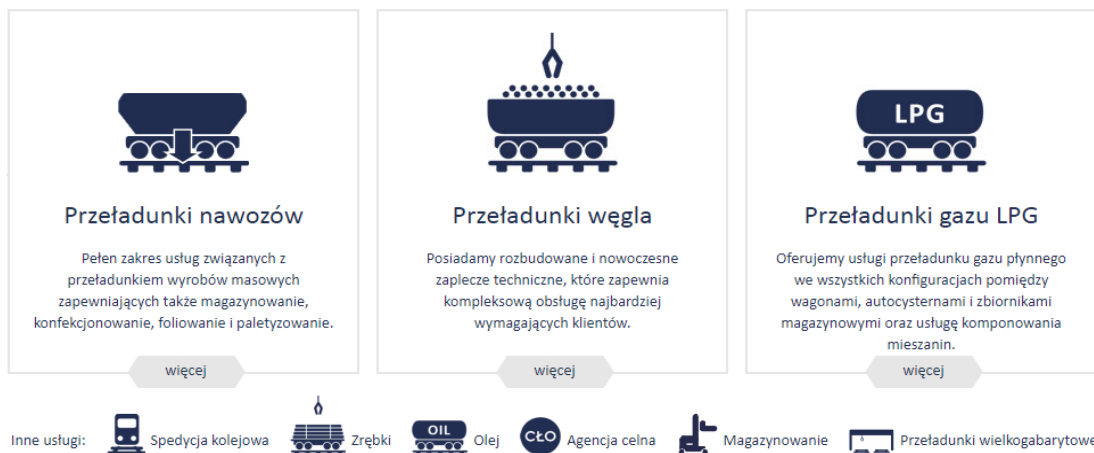 LPG
Przeładunki nawozów
Pełen zakres usług związanych z
przeładunkiem wyrobów masowych
zapewniających także magazynowanie,
konfekcjonowanie, foliowanie i paletyzowanie.
więcej
Przeładunki węgla
Posiadamy rozbudowane i nowoczesne
zaplecze techniczne, które zapewnia
kompleksową obsługę najbardziej
wymagających klientów.
więcej
Przeładunki gazu LPG
Oferujemy usługi przeładunku gazu płynnego
we wszystkich konfiguracjach pomiędzy
wagonami, autocysternami i zbiornikami
magazynowymi oraz usługę komponowania
mieszanin.
więcej
Inne usługi: Spedycja kolejowa Zrębki OIL Olej CŁO Agencja celna Magazynowanie Przeładunki wielkogabarytowe